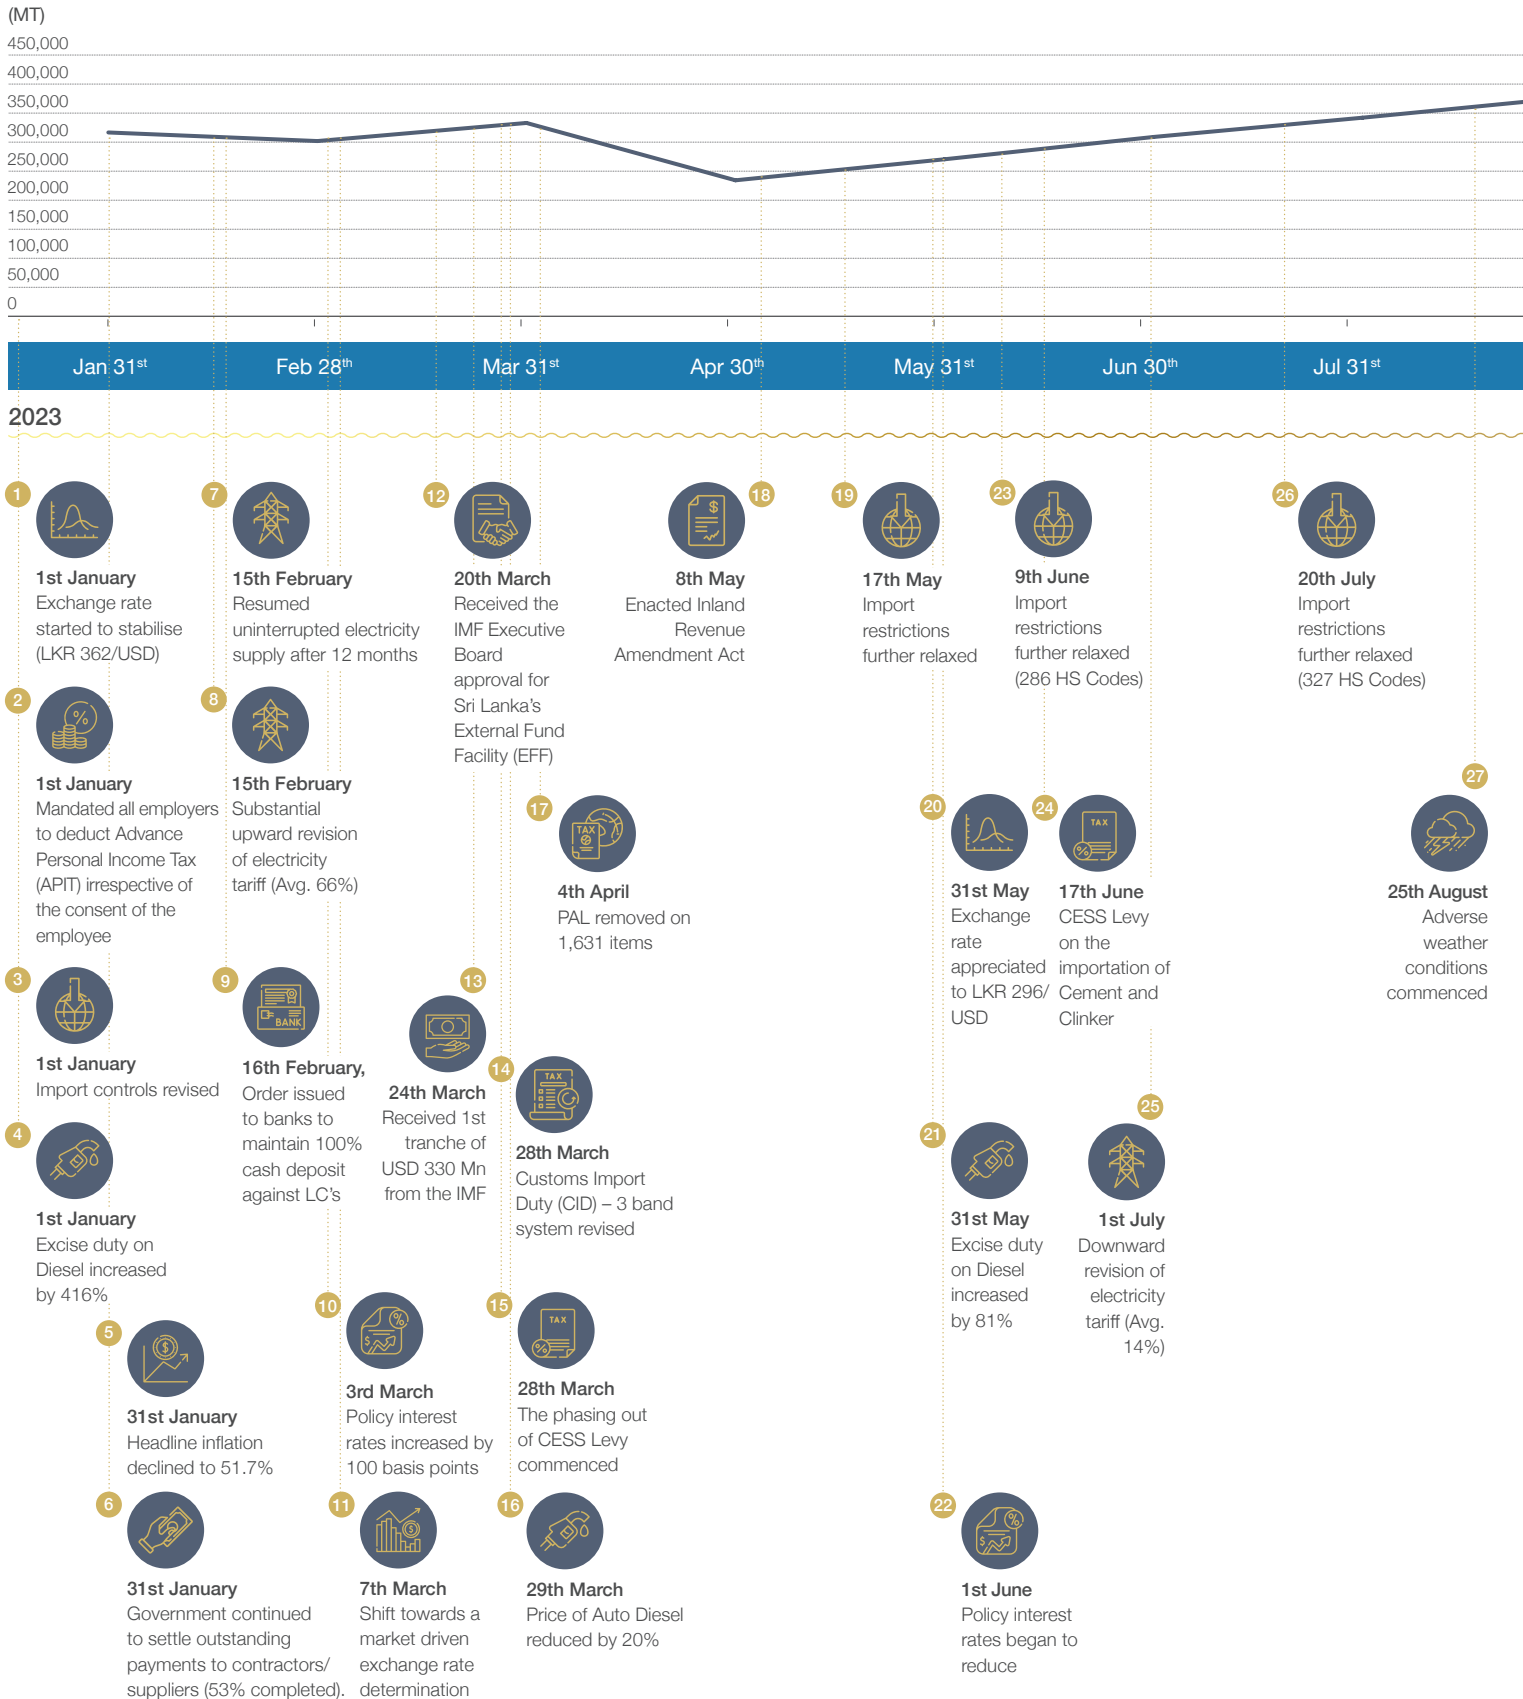 (MT)
450,000
400,000
350,000
300,000
250,000
200,000
150,000
100,000
50,000
0
Jan 31st
Feb 28th
Mar 31st
Apr 30th
May 31st
Jun 30th
Jul 31st
2023
1
1st January
Exchange rate
started to stabilise
(LKR 362/USD)
2
%
1st January
Mandated all employers
to deduct Advance
Personal Income Tax
(APIT) irrespective of
the consent of the
employee
3
1st January
Import controls revised
4
1st January
Excise duty on
Diesel increased
by 416%
5
$
31st January
Headline inflation
declined to 51.7%
6
31st January
Government continued
to settle outstanding
payments to contractors/
suppliers (53% completed).
7
15th February
Resumed
uninterrupted electricity
supply after 12 months
8
15th February
Substantial
upward revision
of electricity
tariff (Avg. 66%)
9
BANK
16th February,
Order issued
to banks to
maintain 100%
cash deposit
against LC's
10
%
$
3rd March
Policy interest
rates increased by
100 basis points
11
$
7th March
Shift towards a
market driven
exchange rate
determination
12
20th March
Received the
IMF Executive
Board
approval for
Sri Lanka's
External Fund
Facility (EFF)
13
24th March
Received 1st
tranche of
USD 330 Mn
from the IMF
14
TAX
28th March
Customs Import
Duty (CID) – 3 band
system revised
15
TAX
%
28th March
The phasing out
of CESS Levy
commenced
16
29th March
Price of Auto Diesel
reduced by 20%
17
TAX
4th April
PAL removed on
1,631 items
18
$
8th May
Enacted Inland
Revenue
Amendment Act
19
17th May
Import
restrictions
further relaxed
20
31st May
Exchange
rate
appreciated
to LKR 296/
USD
21
31st May
Excise duty
on Diesel
increased
by 81%
22
%
$
1st June
Policy interest
rates began to
reduce
23
9th June
Import
restrictions
further relaxed
(286 HS Codes)
24
TAX
%
17th June
CESS Levy
on the
importation of
Cement and
Clinker
25
1st July
Downward
revision of
electricity
tariff (Avg.
14%)
26
20th July
Import
restrictions
further relaxed
(327 HS Codes)
27
25th August
Adverse
weather
conditions
commenced